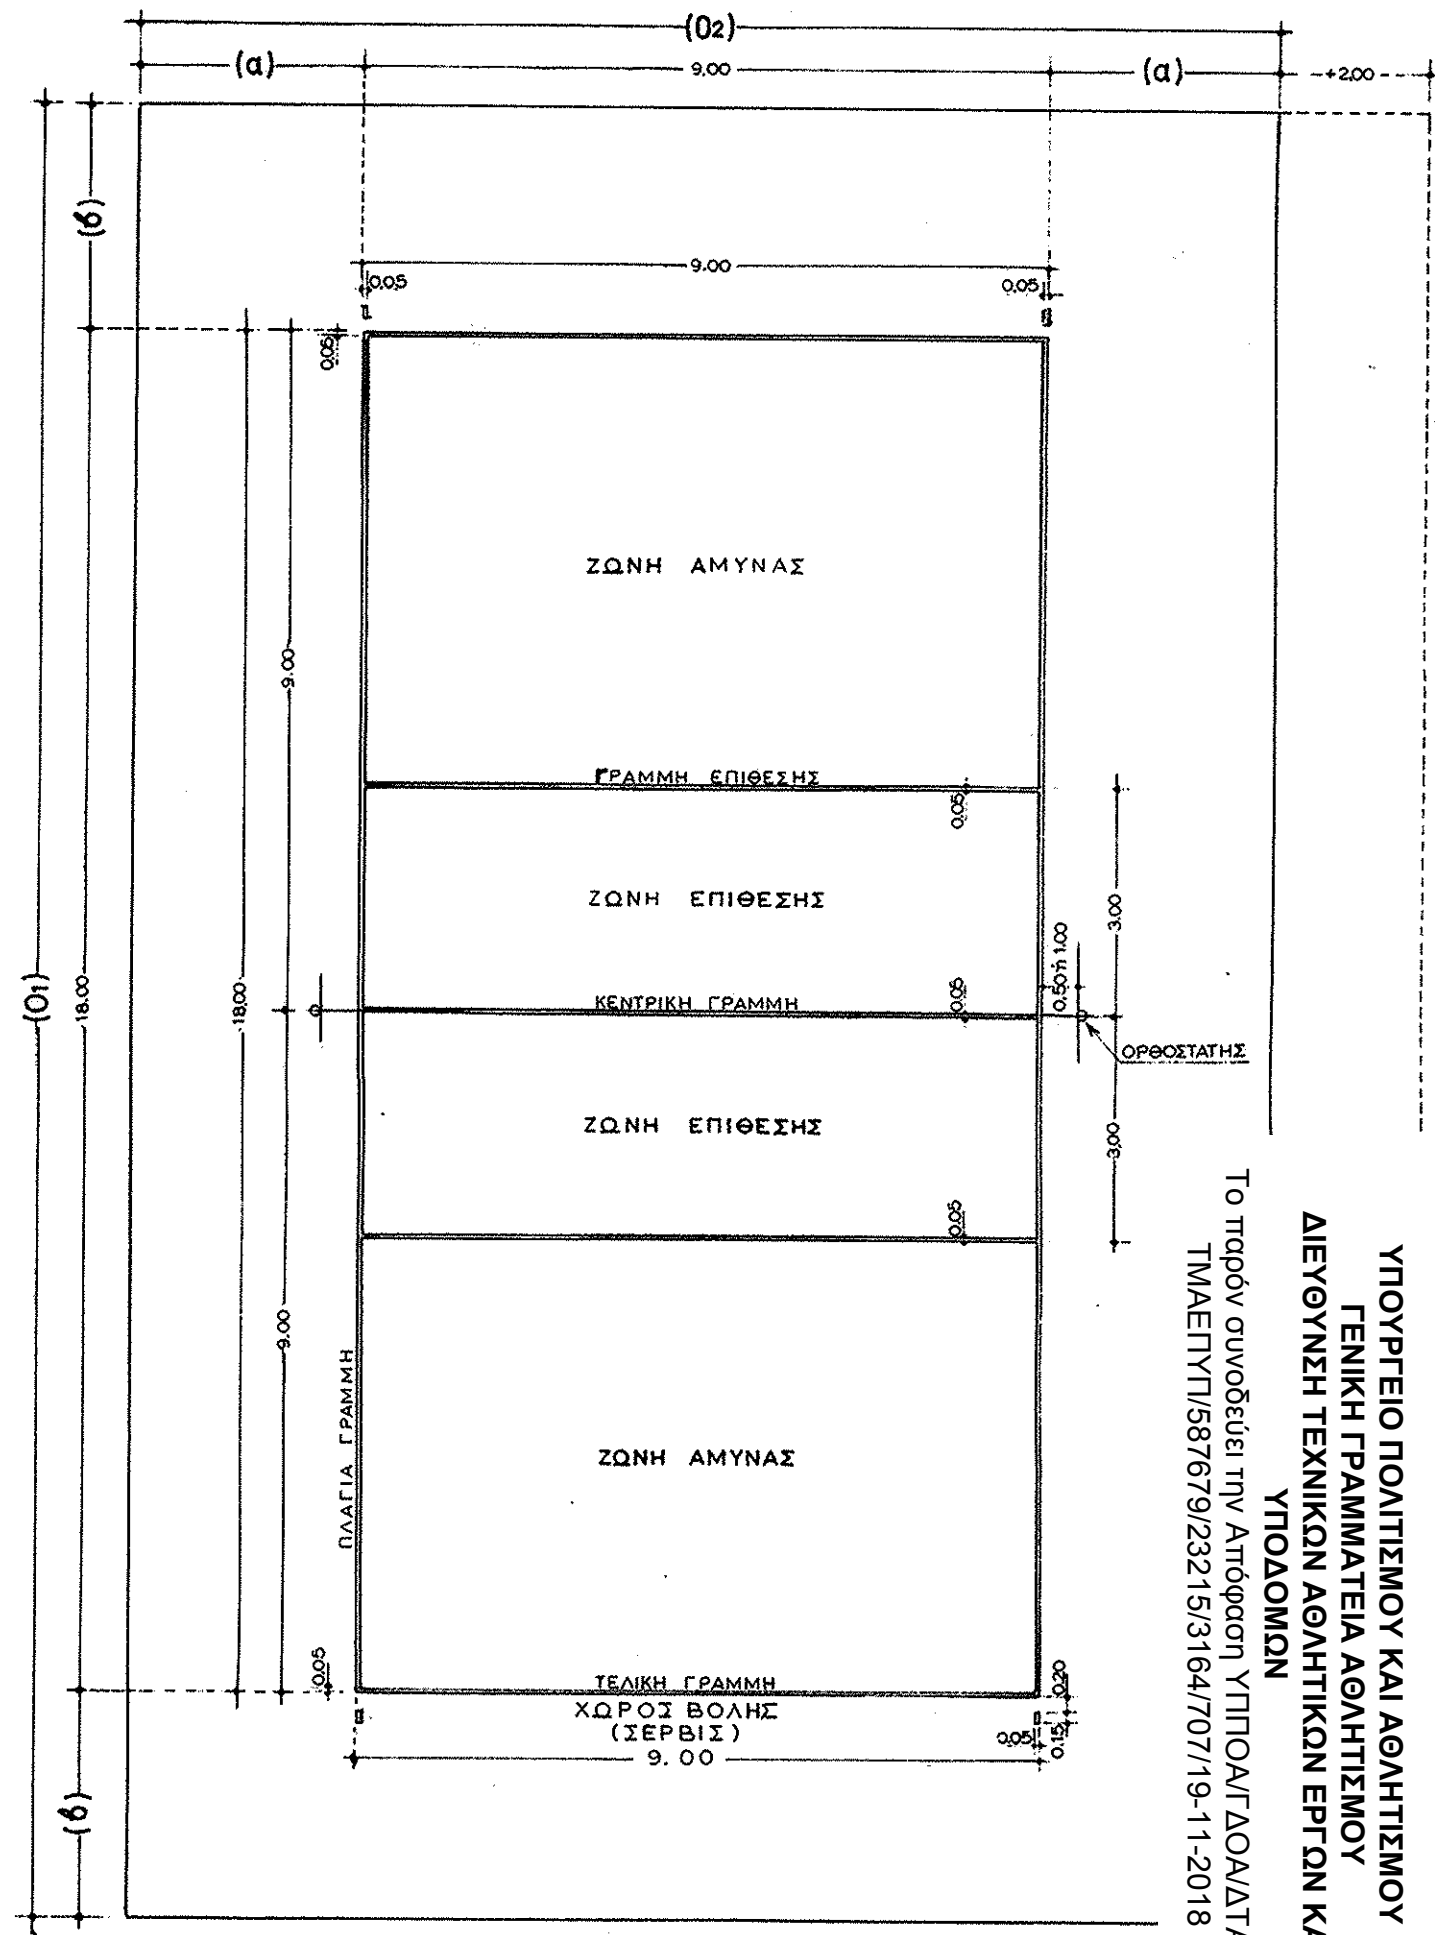 (O2)
(α) 9.00 (α) +2.00
(β)
9.00
0.05 0.05
0.05
ΖΩΝΗ ΑΜΥΝΑΣ
9.00
ΓΡΑΜΜΗ ΕΠΙΘΕΣΗΣ
0.05
ΖΩΝΗ ΕΠΙΘΕΣΗΣ
3.00
0.50 ή 1.00
(O1) 18.00 18.00
ΚΕΝΤΡΙΚΗ ΓΡΑΜΜΗ
0.05
ΟΡΘΟΣΤΑΤΗΣ
ΖΩΝΗ ΕΠΙΘΕΣΗΣ
3.00
0.05
9.00
ΠΛΑΓΙΑ ΓΡΑΜΜΗ
ΖΩΝΗ ΑΜΥΝΑΣ
0.05
ΤΕΛΙΚΗ ΓΡΑΜΜΗ
0.20
ΧΩΡΟΣ ΒΟΛΗΣ
(ΣΕΡΒΙΣ)
0.05 0.15
9.00
(β)
ΥΠΟΥΡΓΕΙΟ ΠΟΛΙΤΙΣΜΟΥ ΚΑΙ ΑΘΛΗΤΙΣΜΟΥ
ΓΕΝΙΚΗ ΓΡΑΜΜΑΤΕΙΑ ΑΘΛΗΤΙΣΜΟΥ
ΔΙΕΥΘΥΝΣΗ ΤΕΧΝΙΚΩΝ ΑΘΛΗΤΙΚΩΝ ΕΡΓΩΝ ΚΑ
ΥΠΟΔΟΜΩΝ
Το παρόν συνοδεύει την Απόφαση ΥΠΠΟΑ/ΓΔΟΑ/ΔΤΑ
ΤΜΑΕΠΥΠ/587679/23215/3164/707/19-11-2018